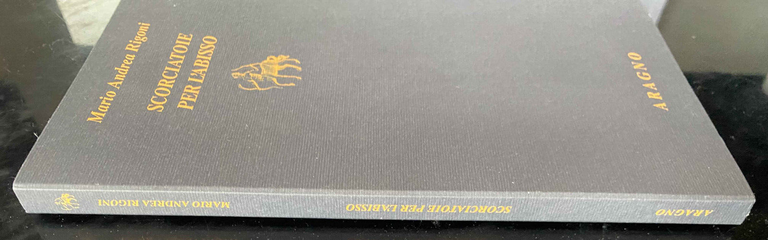 Mario Andrea Rigoni
SCORCIATOIE
PER L'ABISSO
ARAGNO
MARIO ANDREA RIGONI
SCORCIATOIE PER L'ABISSO
ARAGNO